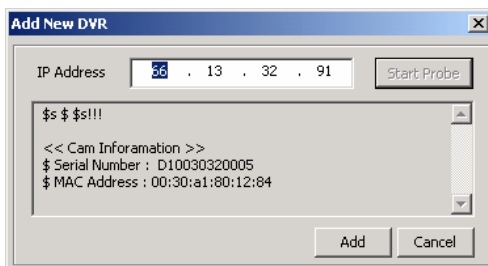 Add New DVR
IP Address 66 . 13 . 32 . 91 Start Probe
$s $ $s!!!
<< Cam Inforamation >>
$ Serial Number : D10030320005
$ MAC Address : 00:30:a1:80:12:84
Add Cancel